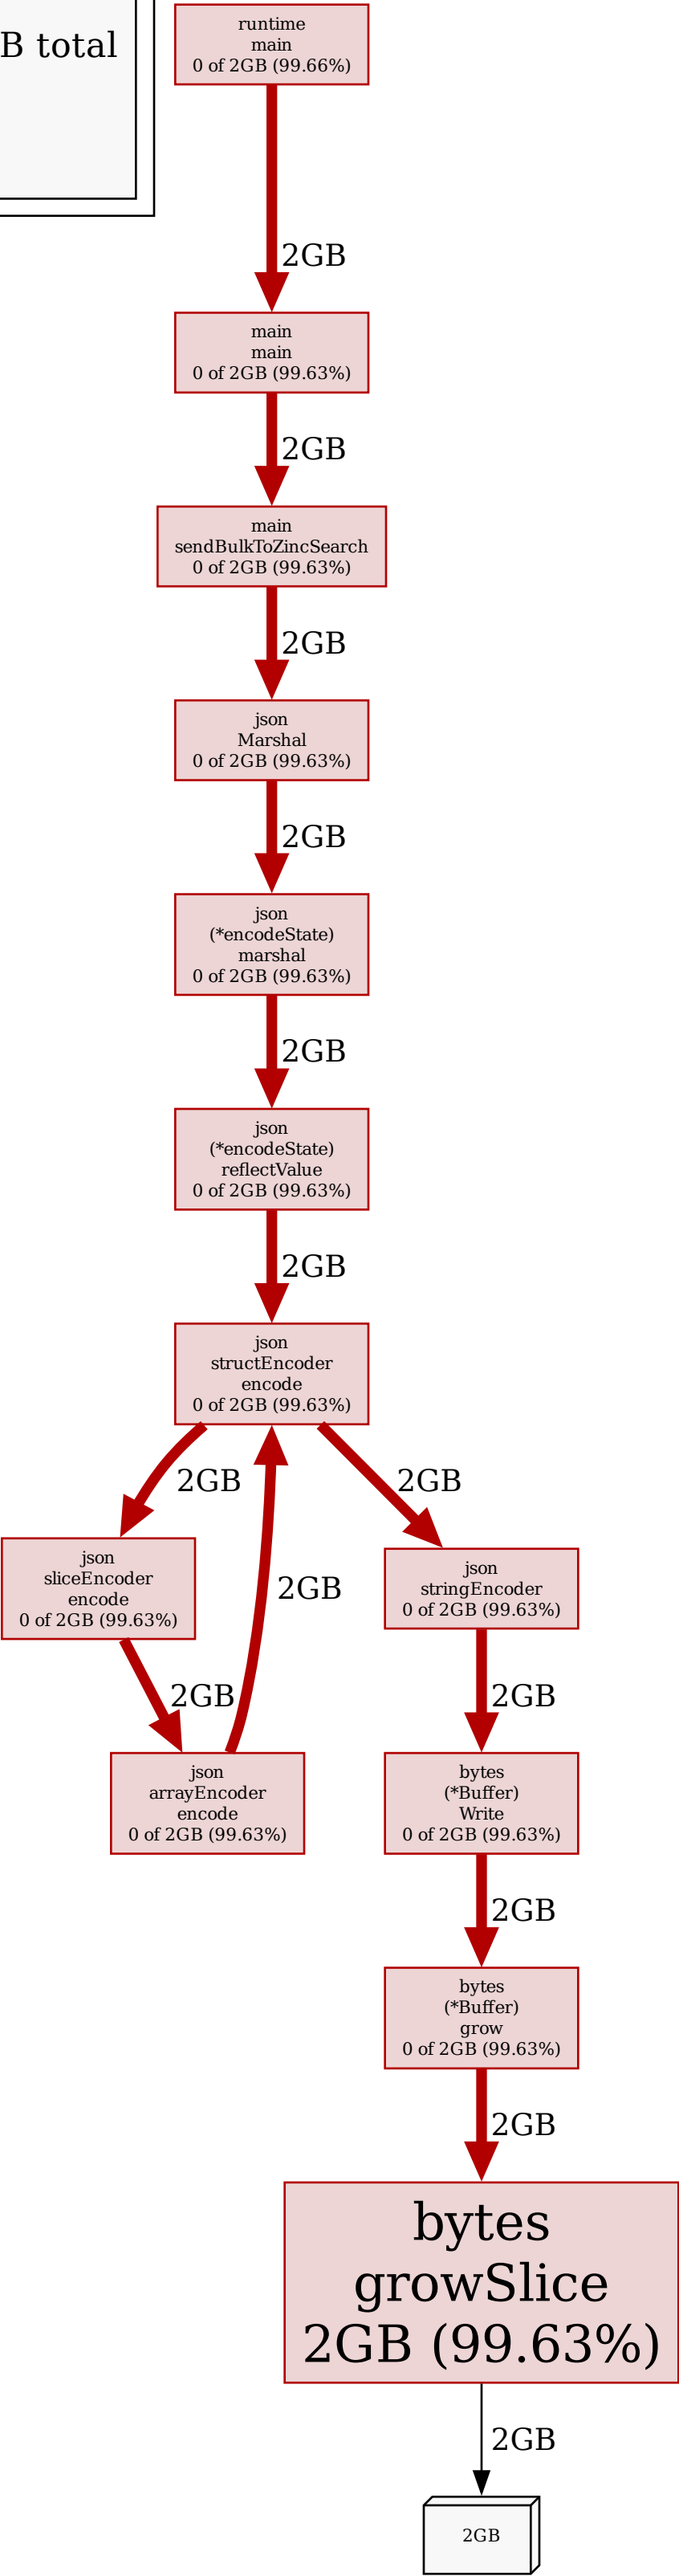 B total
runtime
main
0 of 2GB (99.66%)
2GB
main
main
0 of 2GB (99.63%)
2GB
main
sendBulkToZincSearch
0 of 2GB (99.63%)
2GB
json
Marshal
0 of 2GB (99.63%)
2GB
json
(*encodeState)
marshal
0 of 2GB (99.63%)
2GB
json
(*encodeState)
reflectValue
0 of 2GB (99.63%)
2GB
json
structEncoder
encode
0 of 2GB (99.63%)
2GB
2GB
json
sliceEncoder
encode
0 of 2GB (99.63%)
2GB
json
stringEncoder
0 of 2GB (99.63%)
2GB
2GB
json
arrayEncoder
encode
0 of 2GB (99.63%)
bytes
(*Buffer)
Write
0 of 2GB (99.63%)
2GB
bytes
(*Buffer)
grow
0 of 2GB (99.63%)
2GB
bytes
growSlice
2GB (99.63%)
2GB
2GB